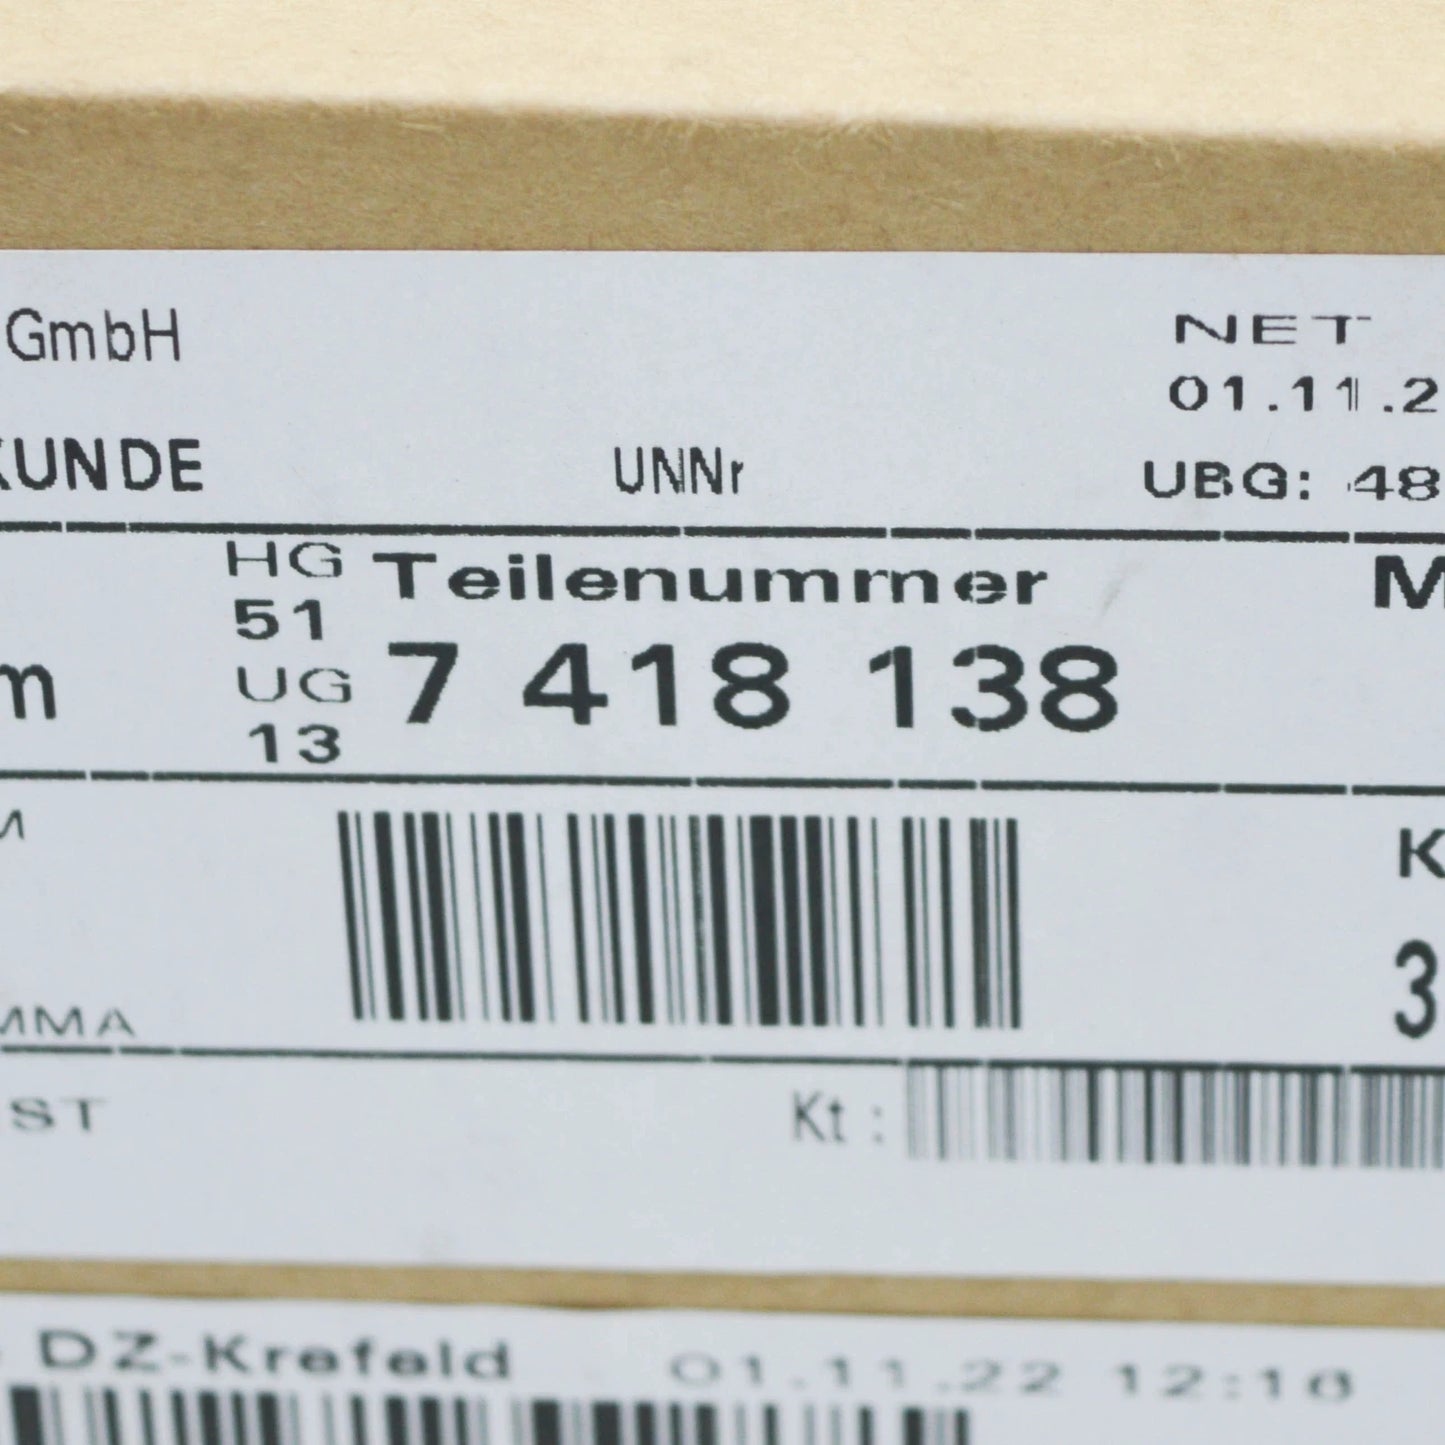 GmbH
NET
01.11.2
KUNDE
UNNr
UBG: 48
HG
51
UG
13
Teilenummer
7 418 138
M
m
M
K
3
MMA
ST
Kt :
DZ-Krefeld 01.11.22 12:16